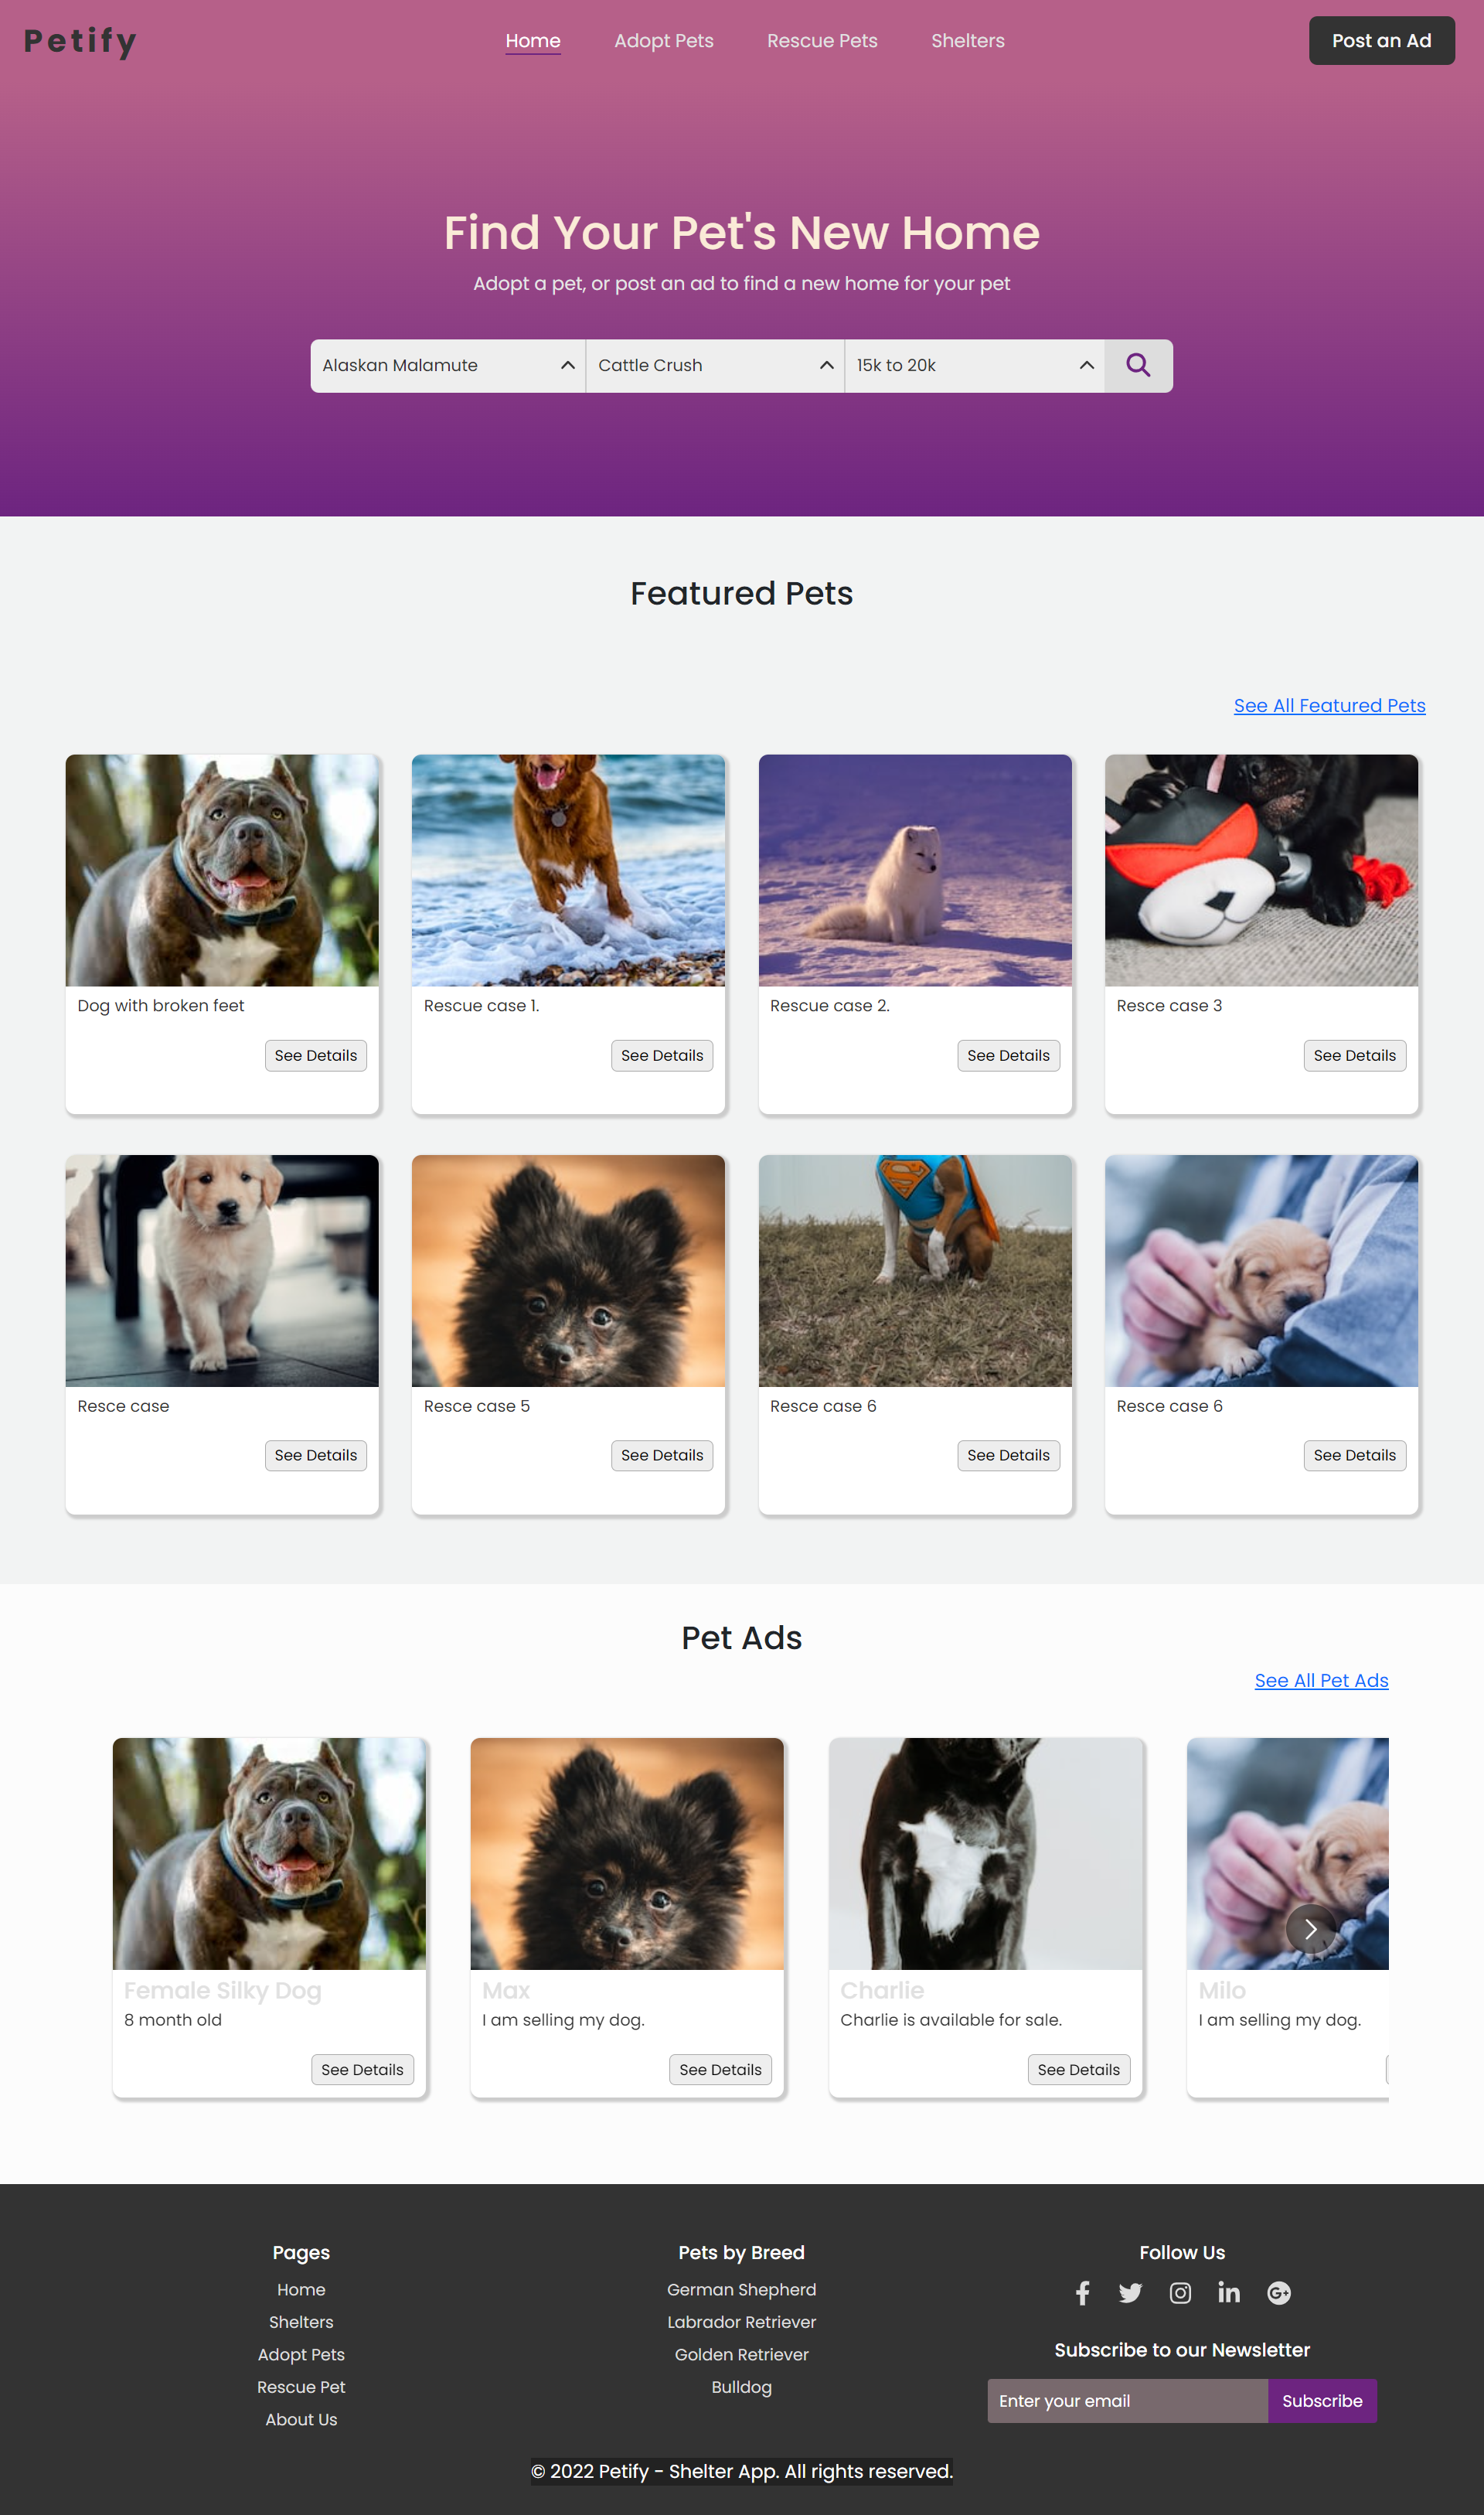 Petify
Home
Adopt Pets
Rescue Pets
Shelters
Post an Ad
Find Your Pet's New Home
Adopt a pet, or post an ad to find a new home for your pet
Alaskan Malamute
Cattle Crush
15k to 20k
Featured Pets
See All Featured Pets
Dog with broken feet
See Details
Rescue case 1.
See Details
Rescue case 2.
See Details
Resce case 3
See Details
Resce case
See Details
Resce case 5
See Details
Resce case 6
See Details
Resce case 6
See Details
Pet Ads
See All Pet Ads
Female Silky Dog
8 month old
See Details
Max
I am selling my dog.
See Details
Charlie
Charlie is available for sale.
See Details
Milo
I am selling my dog.
Pages
Home
Shelters
Adopt Pets
Rescue Pet
About Us
Pets by Breed
German Shepherd
Labrador Retriever
Golden Retriever
Bulldog
Follow Us
Subscribe to our Newsletter
Enter your email
Subscribe
© 2022 Petify - Shelter App. All rights reserved.